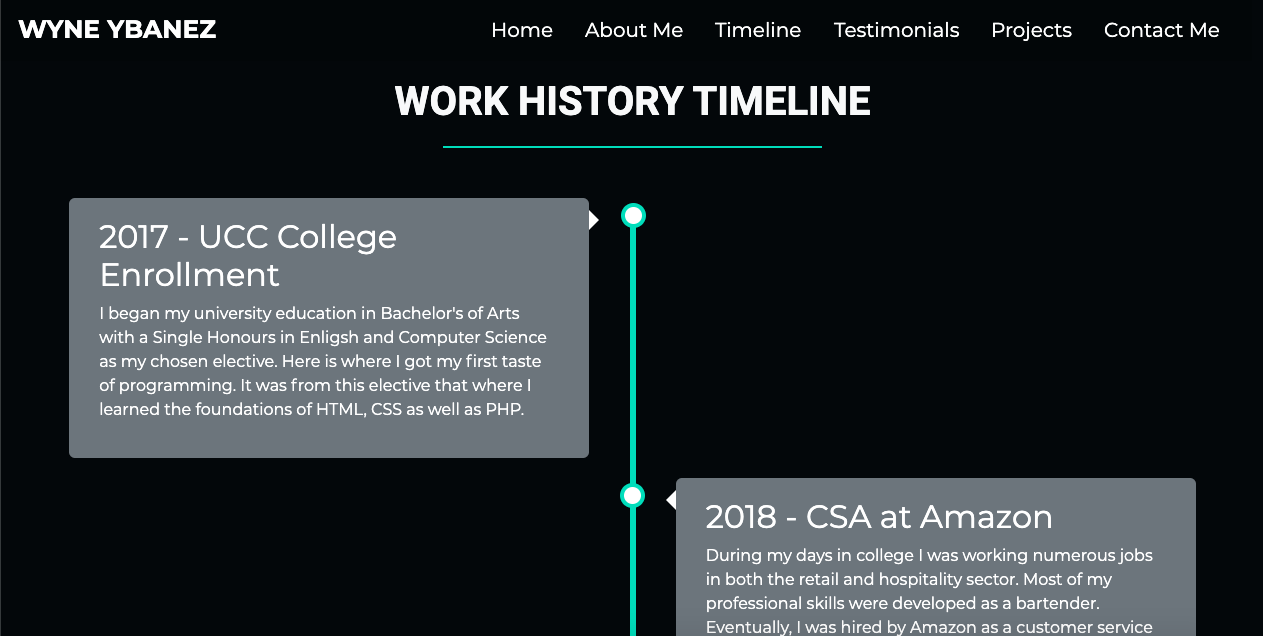 WYNE YBANEZ
Home About Me Timeline Testimonials Projects Contact Me
WORK HISTORY TIMELINE
2017 - UCC College
Enrollment
I began my university education in Bachelor's of Arts
with a Single Honours in Enligsh and Computer Science
as my chosen elective. Here is where I got my first taste
of programming. It was from this elective that where I
learned the foundations of HTML, CSS as well as PHP.
2018 - CSA at Amazon
During my days in college I was working numerous jobs
in both the retail and hospitality sector. Most of my
professional skills were developed as a bartender.
Eventually, I was hired by Amazon as a customer service